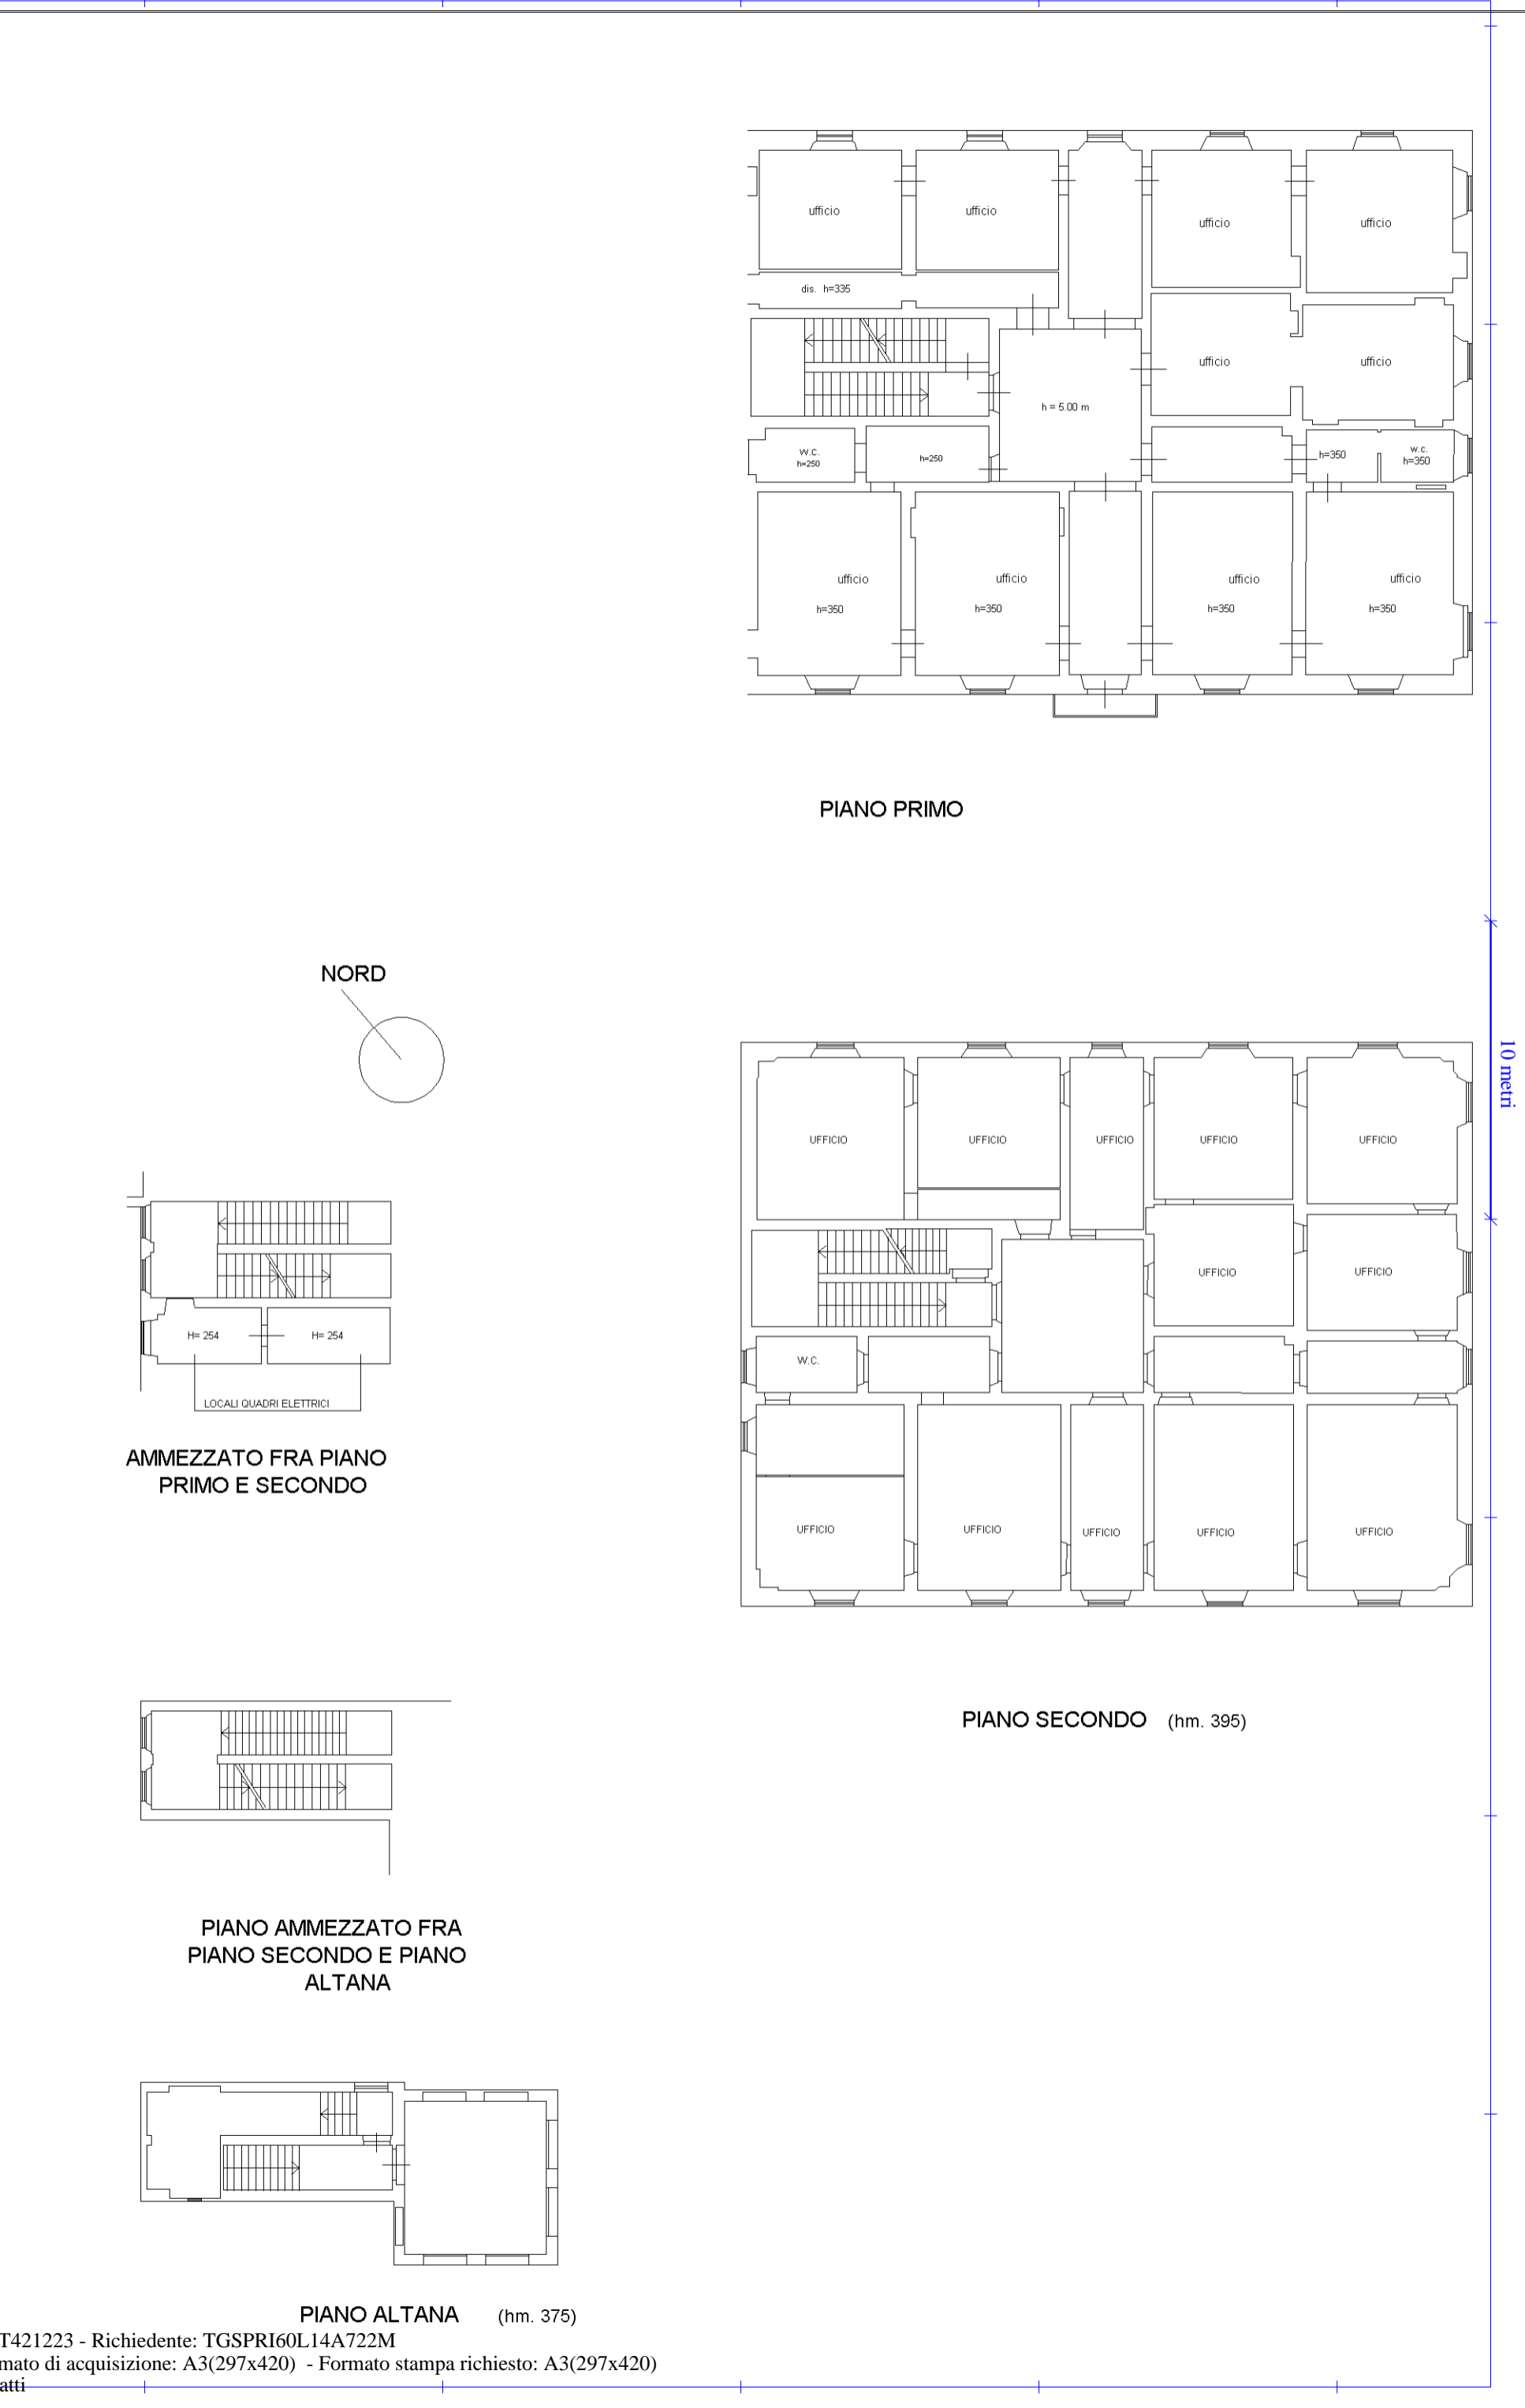 ufficio
ufficio
ufficio
ufficio
dis. h=335
ufficio
ufficio
h = 5.00 m
w.c.
h=250
h=250
h=350
w.c.
h=350
ufficio
ufficio
ufficio
ufficio
h=350
h=350
h=350
h=350
PIANO PRIMO
NORD
10 metri
UFFICIO
UFFICIO
UFFICIO
UFFICIO
UFFICIO
UFFICIO
UFFICIO
W.C.
UFFICIO
UFFICIO
UFFICIO
UFFICIO
UFFICIO
PIANO SECONDO (hm. 395)
H= 254
H= 254
LOCALI QUADRI ELETTRICI
AMMEZZATO FRA PIANO
PRIMO E SECONDO
PIANO AMMEZZATO FRA
PIANO SECONDO E PIANO
ALTANA
PIANO ALTANA (hm. 375)
T421223 - Richiedente: TGSPRI60L14A722M
mato di acquisizione: A3(297x420) - Formato stampa richiesto: A3(297x420)
atti